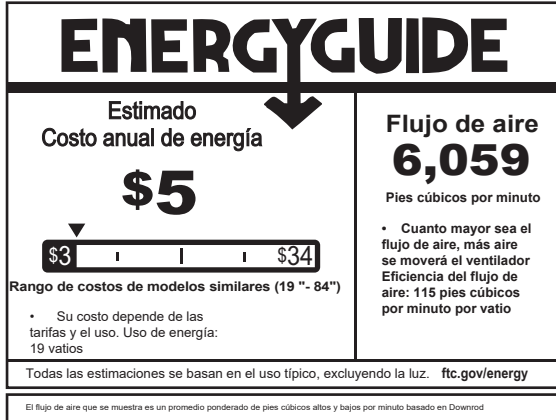 ENERGYGUIDE
Estimado
Costo anual de energía
$5
$3 $34
Rango de costos de modelos similares (19 "- 84")
• Su costo depende de las
tarifas y el uso. Uso de energía:
19 vatios
Flujo de aire
6,059
Pies cúbicos por minuto
• Cuanto mayor sea el
flujo de aire, más aire
se moverá el ventilador
Eficiencia del flujo de
aire: 115 pies cúbicos
por minuto por vatio
Todas las estimaciones se basan en el uso típico, excluyendo la luz. ftc.gov/energy
El flujo de aire que se muestra es un promedio ponderado de pies cúbicos altos y bajos por minuto basado en Downrod